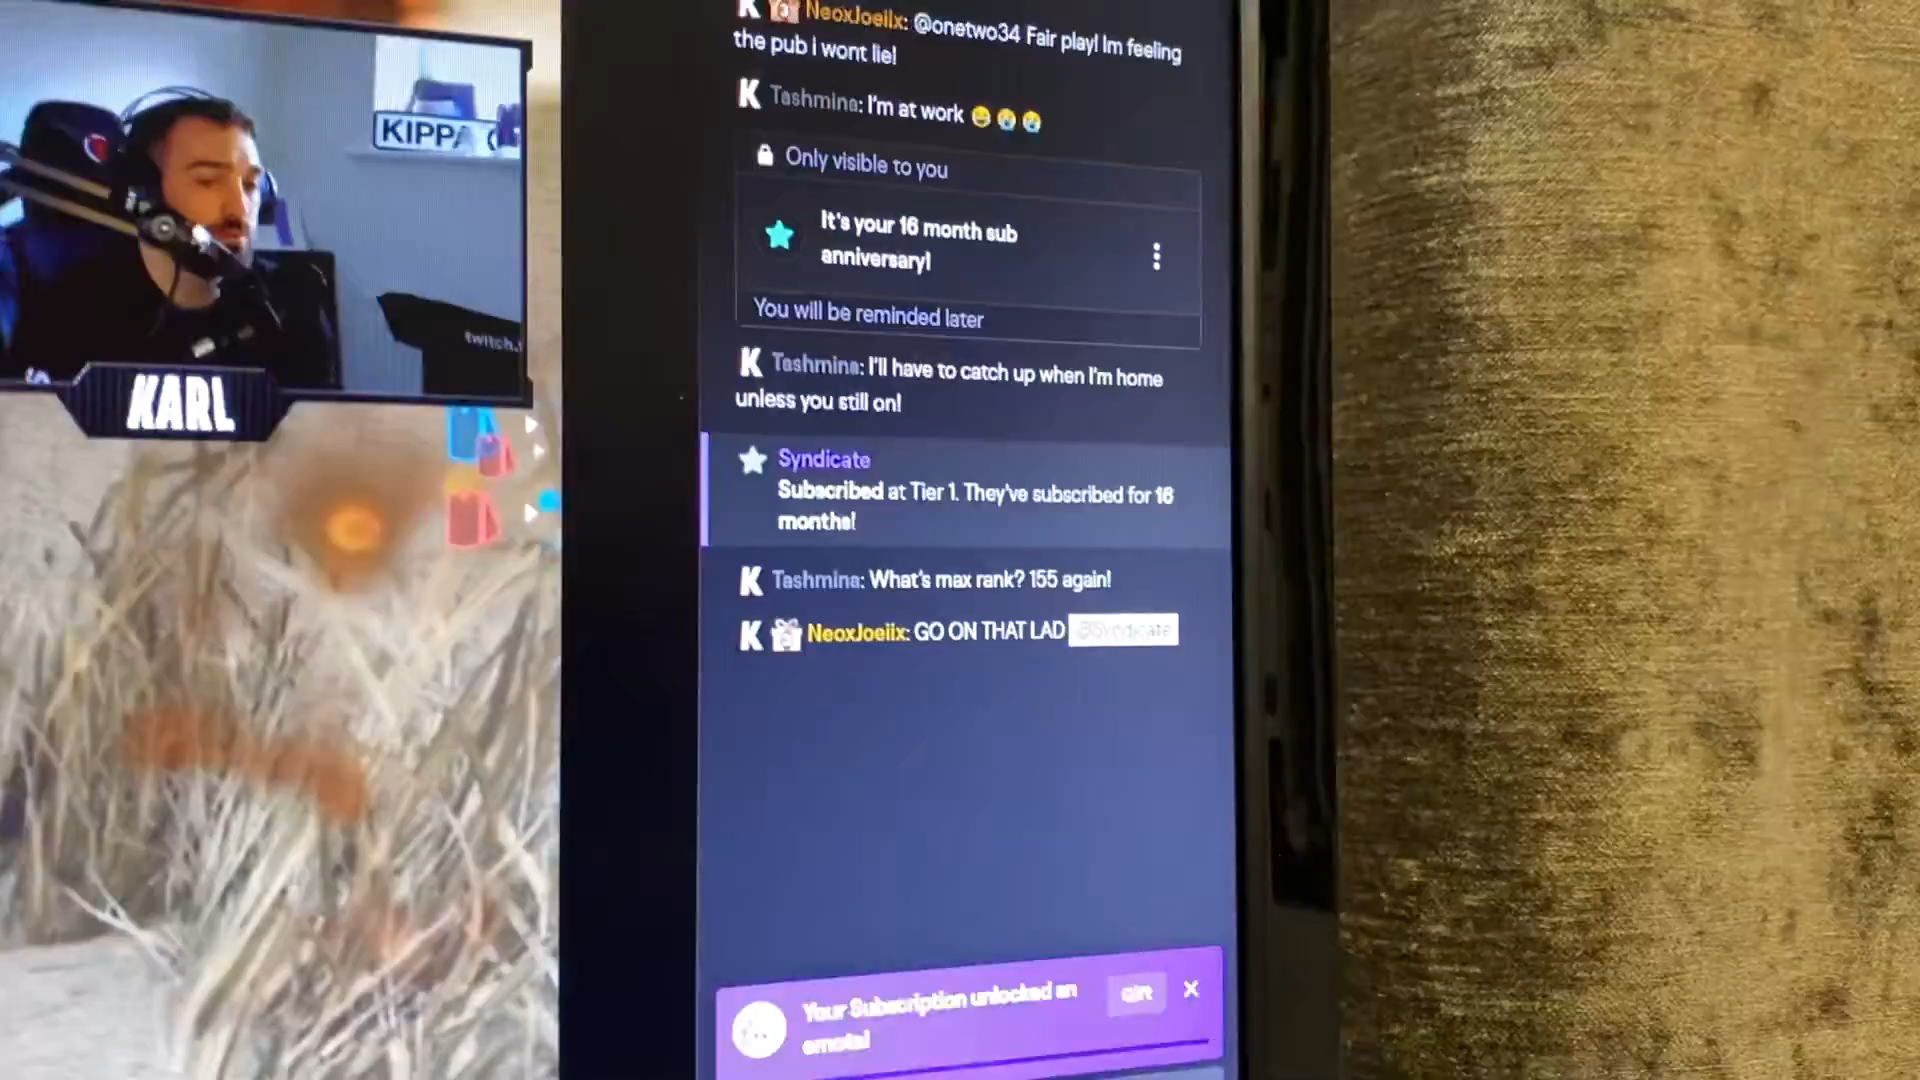 K NeoxJoeiix: @onetwo34 Fair play! Im feeling
the pub i wont lie!
K Tashmina: I'm at work
Only visible to you
It's your 16 month sub
anniversary!
You will be reminded later
K Tashmina: I'll have to catch up when I'm home
unless you still on!
Syndicate
Subscribed at Tier 1. They've subscribed for 16
months!
K Tashmina: What's max rank? 155 again!
K NeoxJoeiix: GO ON THAT LAD @Syndicate
Your Subscription unlocked an
emote!
Gift
KIPPA
twitch.
KARL